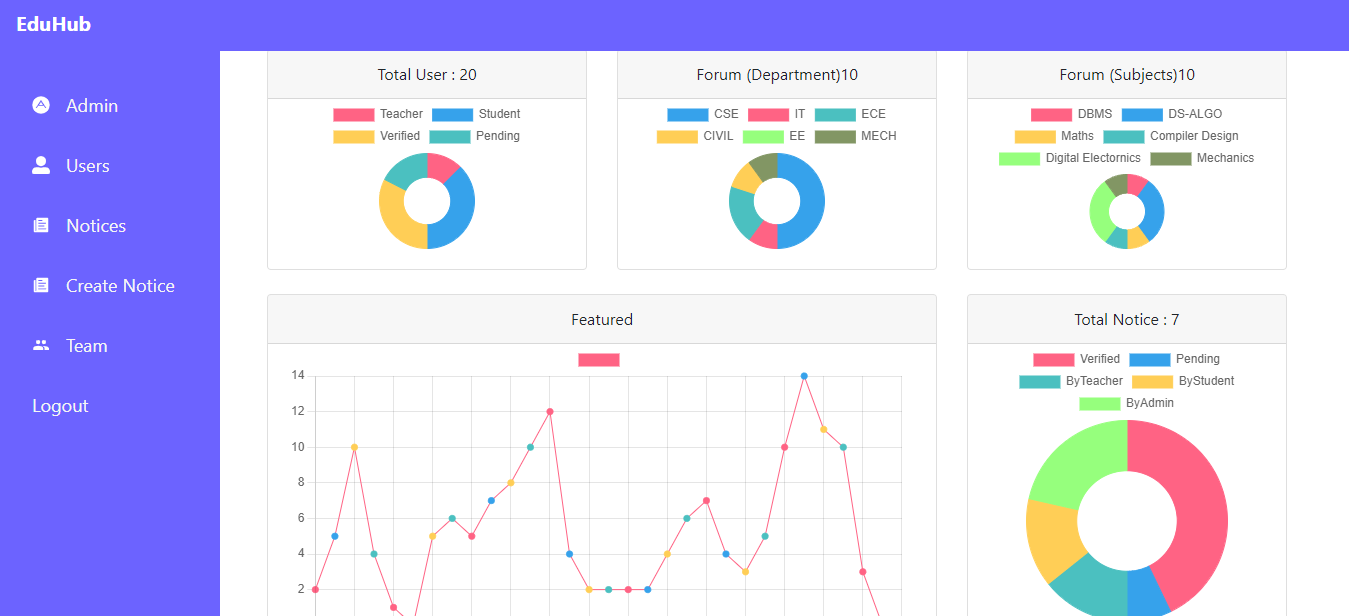 EduHub
Admin
Users
Notices
Create Notice
Team
Logout
Total User : 20
Teacher Student
Verified Pending
Forum (Department)10
CSE IT ECE
CIVIL EE MECH
Forum (Subjects)10
DBMS DS-ALGO
Maths Compiler Design
Digital Electornics Mechanics
Featured
14
12
10
8
6
4
2
Total Notice : 7
Verified Pending
ByTeacher ByStudent
ByAdmin